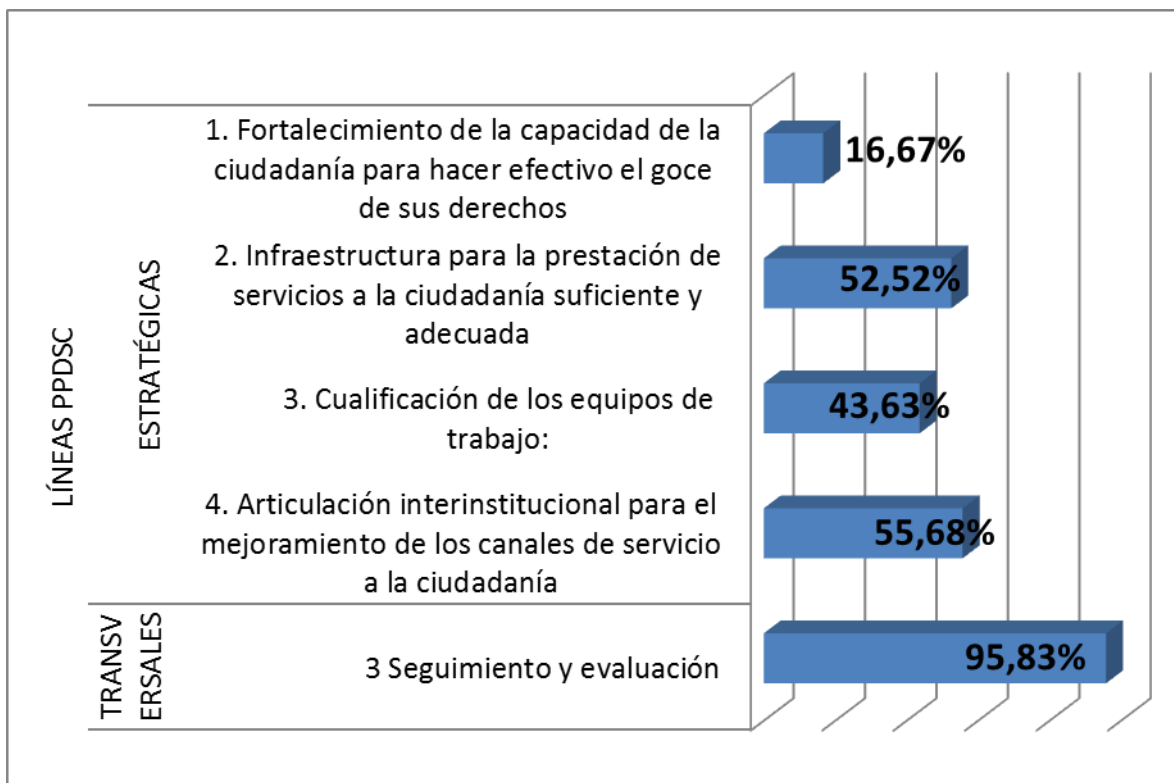 LÍNEAS PPDSC
ESTRATÉGICAS
1. Fortalecimiento de la capacidad de la
ciudadanía para hacer efectivo el goce
de sus derechos
16,67%
2. Infraestructura para la prestación de
servicios a la ciudadanía suficiente y
adecuada
52,52%
3. Cualificación de los equipos de
trabajo:
43,63%
4. Articulación interinstitucional para el
mejoramiento de los canales de servicio
a la ciudadanía
55,68%
TRANSV
ERSALES
3 Seguimiento y evaluación
95,83%